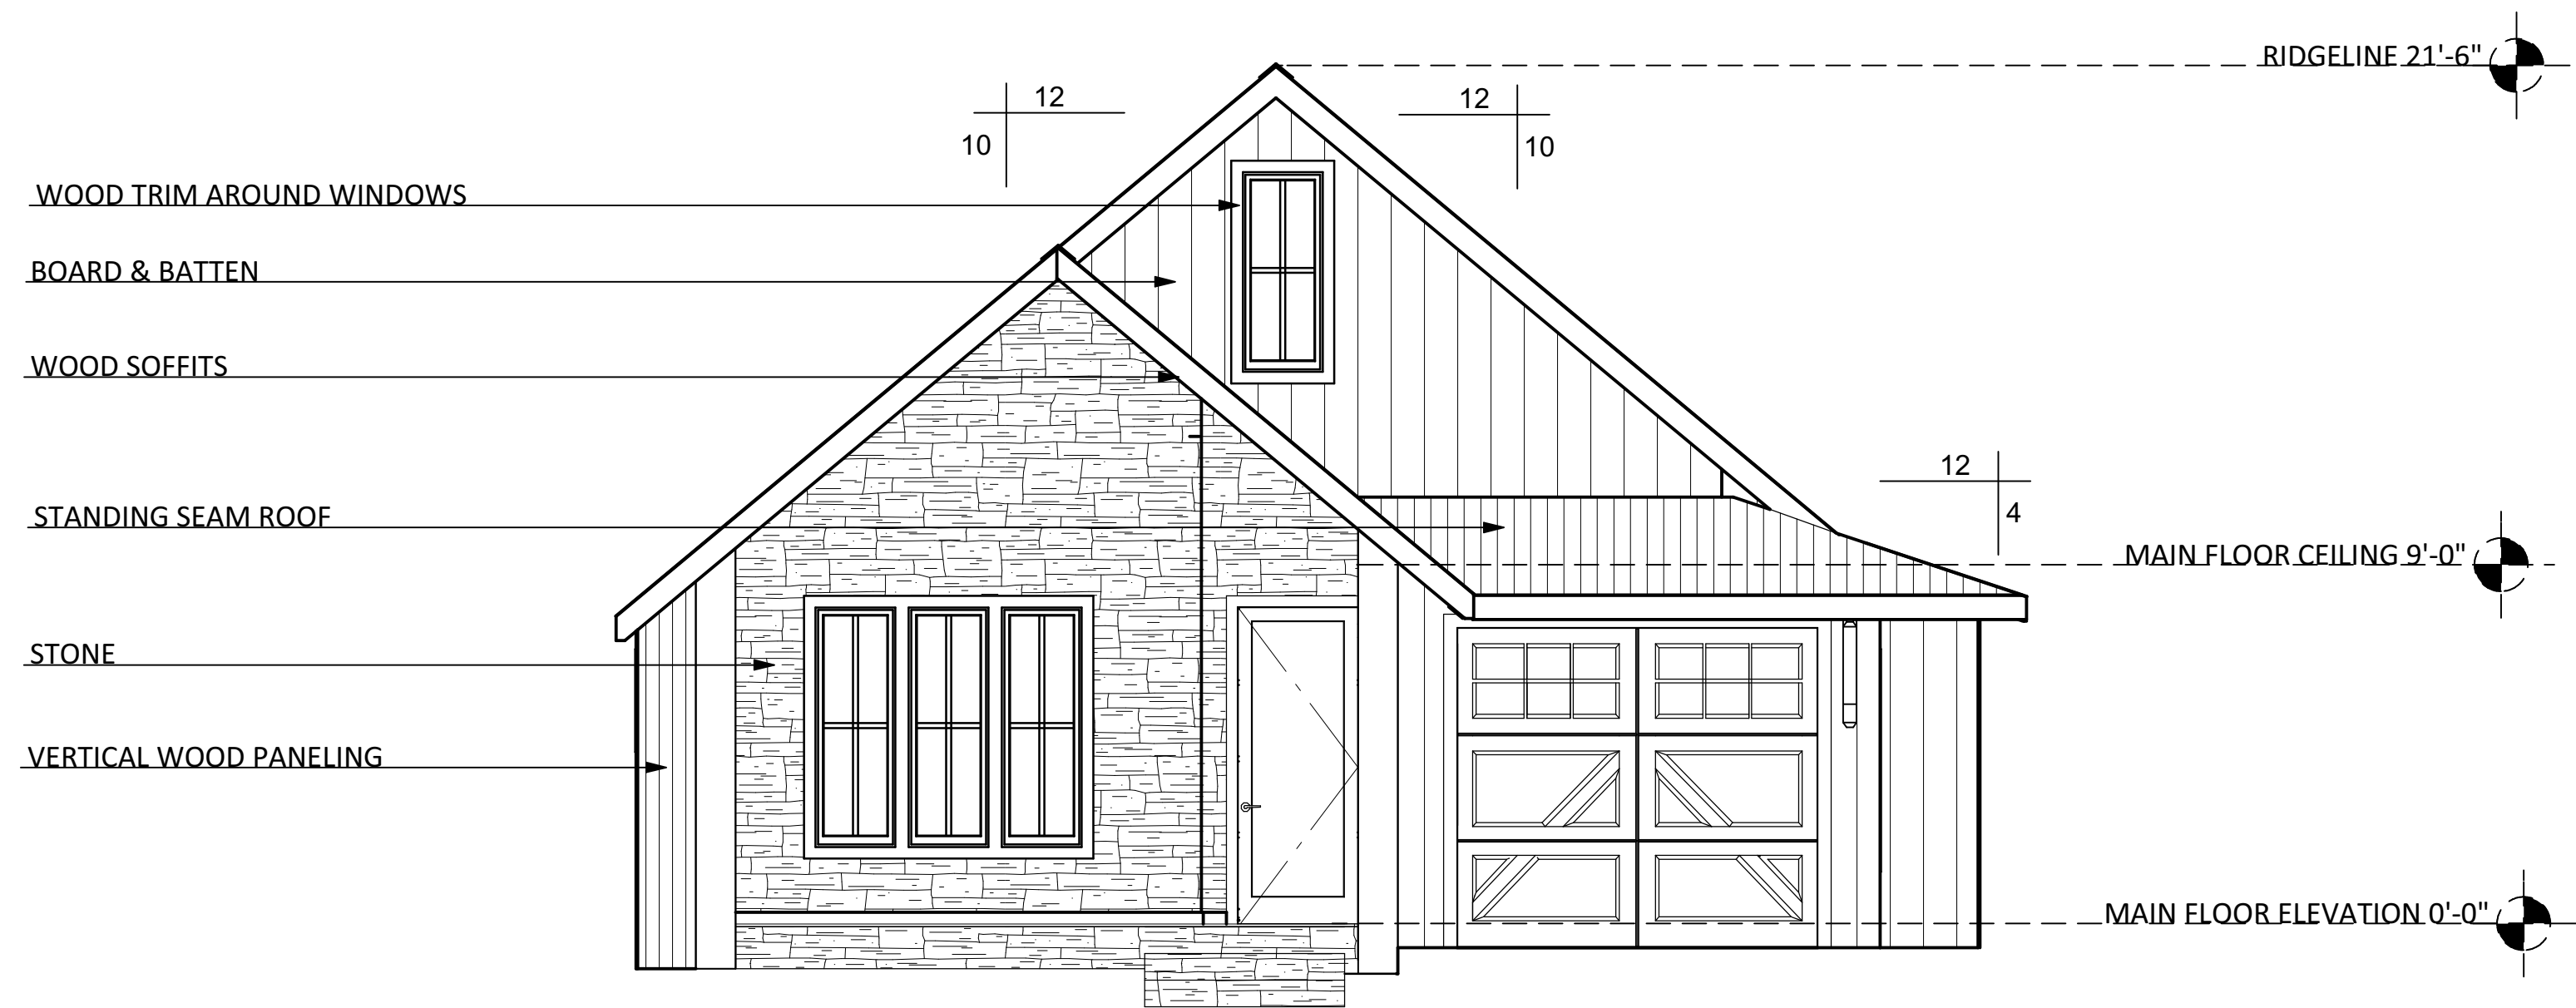 RIDGELINE 21'-6"
12
10
12
10
WOOD TRIM AROUND WINDOWS
BOARD & BATTEN
WOOD SOFFITS
12
4
STANDING SEAM ROOF
MAIN FLOOR CEILING 9'-0"
STONE
VERTICAL WOOD PANELING
MAIN FLOOR ELEVATION 0'-0"